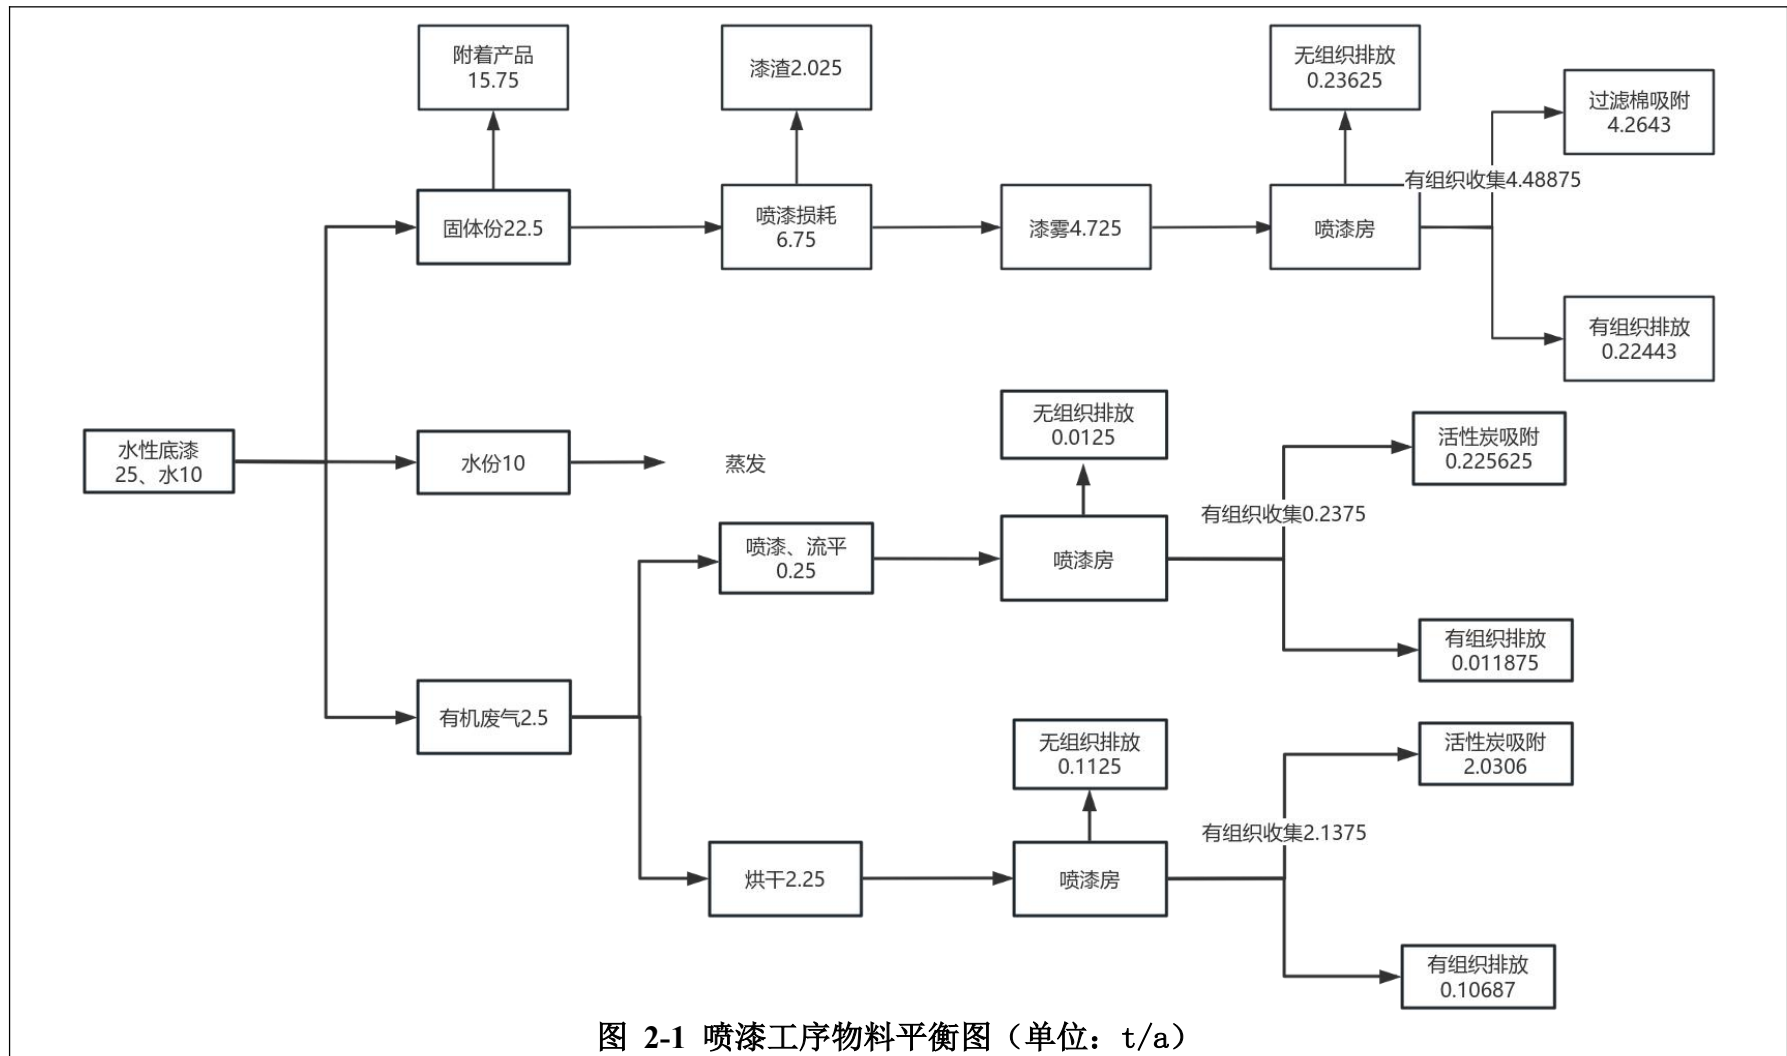 附着产品
15.75
漆渣2.025
无组织排放
0.23625
过滤棉吸附
4.2643
有组织收集4.48875
固体份22.5
喷漆损耗
6.75
漆雾4.725
喷漆房
有组织排放
0.22443
无组织排放
0.0125
活性炭吸附
0.225625
水性底漆
25、水10
水份10
蒸发
有组织收集0.2375
喷漆、流平
0.25
喷漆房
有组织排放
0.011875
有机废气2.5
无组织排放
0.1125
活性炭吸附
2.0306
有组织收集2.1375
烘干2.25
喷漆房
有组织排放
0.10687
图 2-1 喷漆工序物料平衡图（单位：t/a）